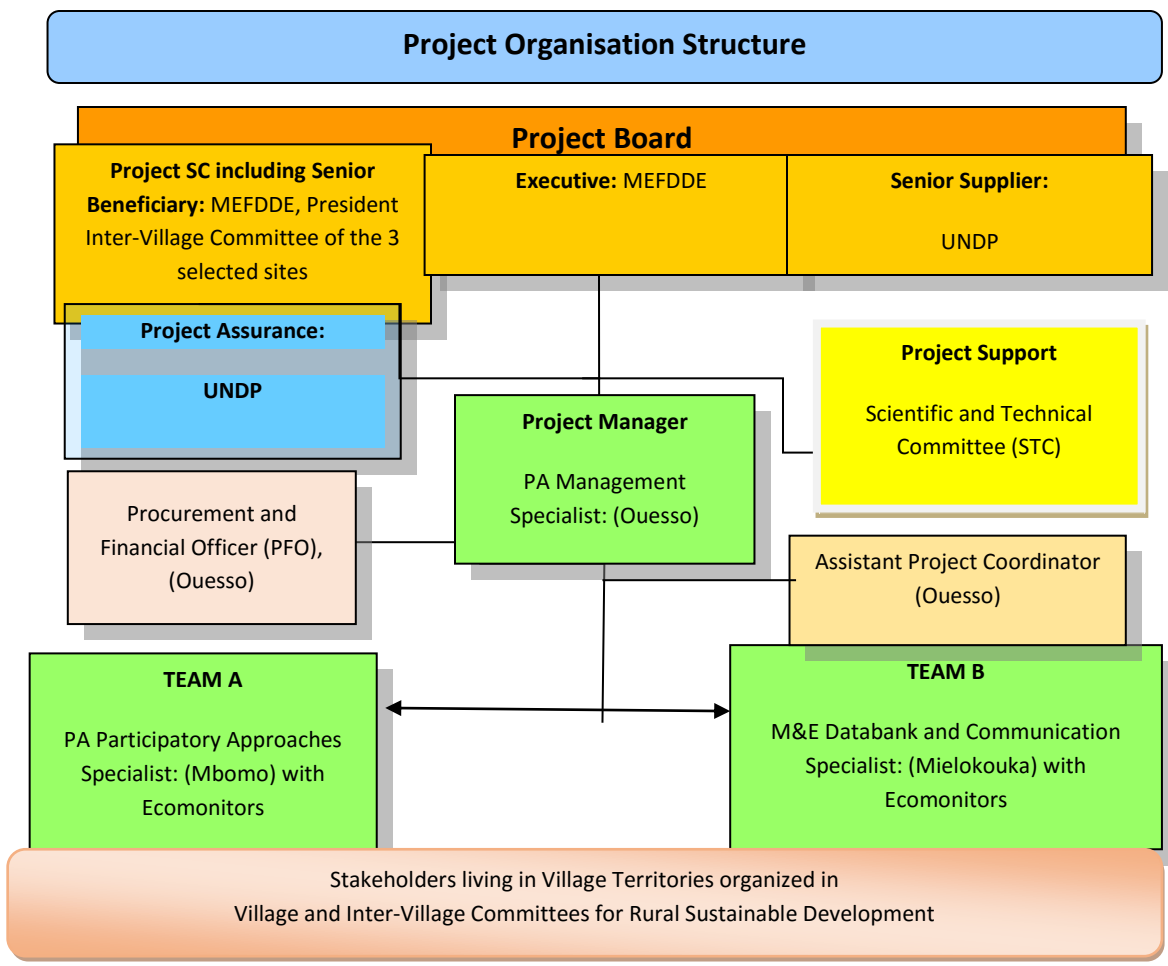 Project Organisation Structure
Project Board
Project SC including Senior
Beneficiary: MEFDDE, President
Inter-Village Committee of the 3
selected sites
Executive: MEFDDE
Senior Supplier:
UNDP
Project Assurance:
UNDP
Project Support
Scientific and Technical
Committee (STC)
Project Manager
PA Management
Specialist: (Ouesso)
Procurement and
Financial Officer (PFO),
(Ouesso)
Assistant Project Coordinator
(Ouesso)
TEAM A
PA Participatory Approaches
Specialist: (Mbomo) with
Ecomonitors
TEAM B
M&E Databank and Communication
Specialist: (Mielokouka) with
Ecomonitors
Stakeholders living in Village Territories organized in
Village and Inter-Village Committees for Rural Sustainable Development